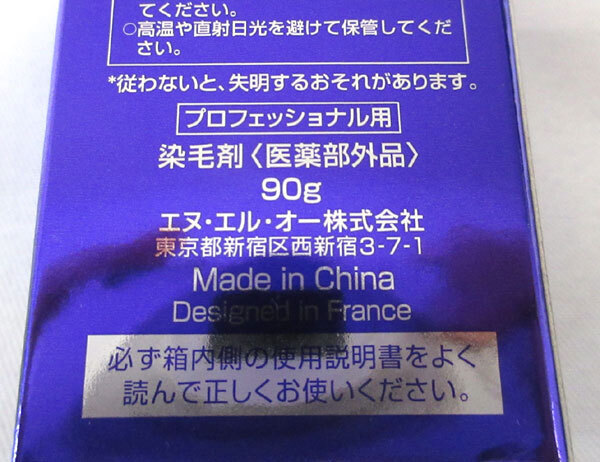 てください。
○高温や直射日光を避けて保管してくだ
さい。
*従わないと、失明するおそれがあります。
プロフェッショナル用
染毛剤〈医薬部外品〉
90g
エヌ・エル・オー株式会社
東京都新宿区西新宿3-7-1
Made in China
Designed in France
必ず箱内側の使用説明書をよく
読んで正しくお使いください。